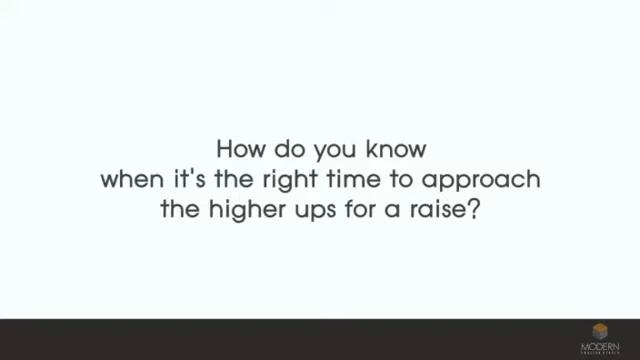 How do you know
when it's the right time to approach
the higher ups for a raise?
MODERN